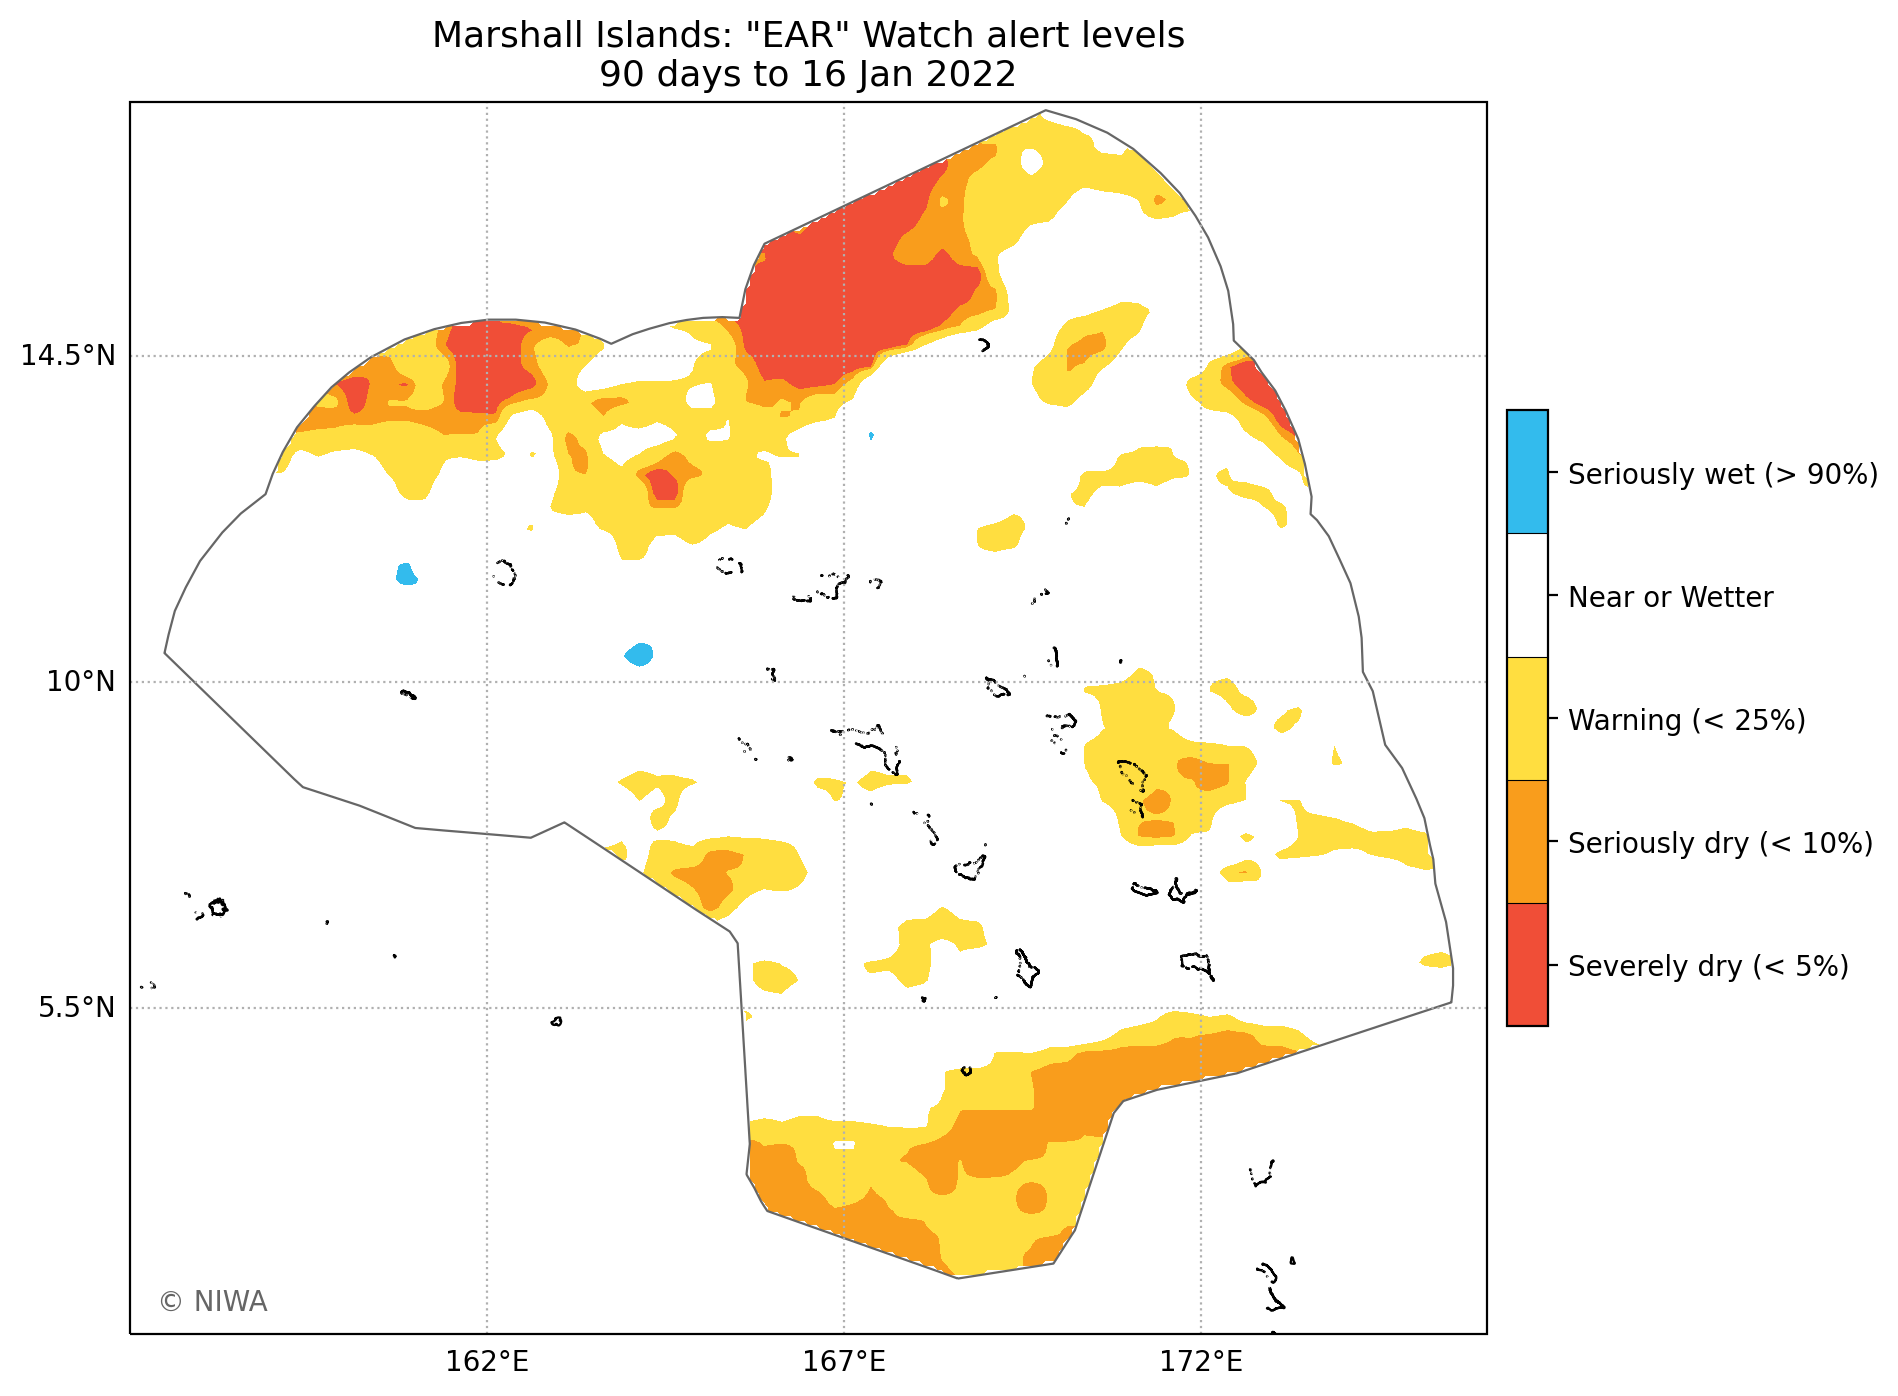 Marshall Islands: "EAR" Watch alert levels
90 days to 16 Jan 2022
14.5°N
10°N
5.5°N
162°E
167°E
172°E
Seriously wet (> 90%)
Near or Wetter
Warning (< 25%)
Seriously dry (< 10%)
Severely dry (< 5%)
© NIWA